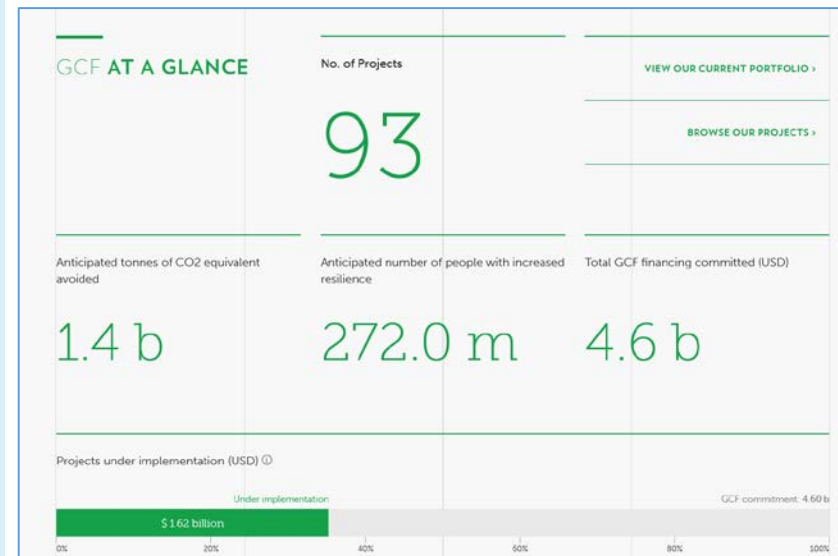 GCF AT A GLANCE
No. of Projects
93
VIEW OUR CURRENT PORTFOLIO ›
BROWSE OUR PROJECTS ›
Anticipated tonnes of CO2 equivalent
avoided
1.4 b
Anticipated number of people with increased
resilience
272.0 m
Total GCF financing committed (USD)
4.6 b
Projects under implementation (USD) ⓘ
Under implementation
GCF commitment: 4.60 b
$1.62 billion
0%
20%
40%
60%
80%
100%